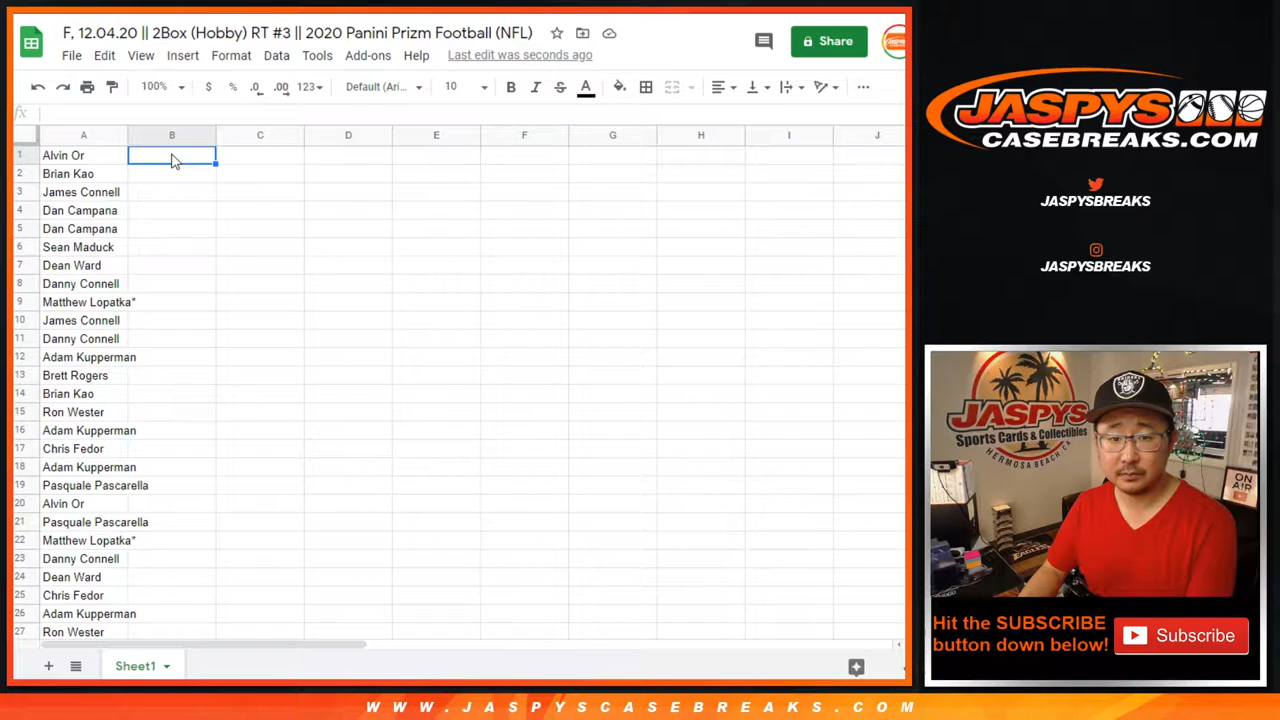 F, 12.04.20 || 2Box (Hobby) RT #3 || 2020 Panini Prizm Football (NFL)
File Edit View Insert Format Data Tools Add-ons Help Last edit was seconds ago
Share
100% $ % .0 .00 123 Default (Ari... 10 B I S A
fx
A B C D E F G H I J
1 Alvin Or
2 Brian Kao
3 James Connell
4 Dan Campana
5 Dan Campana
6 Sean Maduck
7 Dean Ward
8 Danny Connell
9 Matthew Lopatka*
10 James Connell
11 Danny Connell
12 Adam Kupperman
13 Brett Rogers
14 Brian Kao
15 Ron Wester
16 Adam Kupperman
17 Chris Fedor
18 Adam Kupperman
19 Pasquale Pascarella
20 Alvin Or
21 Pasquale Pascarella
22 Matthew Lopatka*
23 Danny Connell
24 Dean Ward
25 Chris Fedor
26 Adam Kupperman
27 Ron Wester
Sheet1
JASPYS
CASEBREAKS.COM
JASPYSBREAKS
JASPYSBREAKS
JASPYS
Sports Cards & Collectibles
HERMOSA BEACH, CA
RAIDERS
ON
AIR
EAGLES
Hit the SUBSCRIBE
button down below!
Subscribe
WWW.JASPYSCASEBREAKS.COM